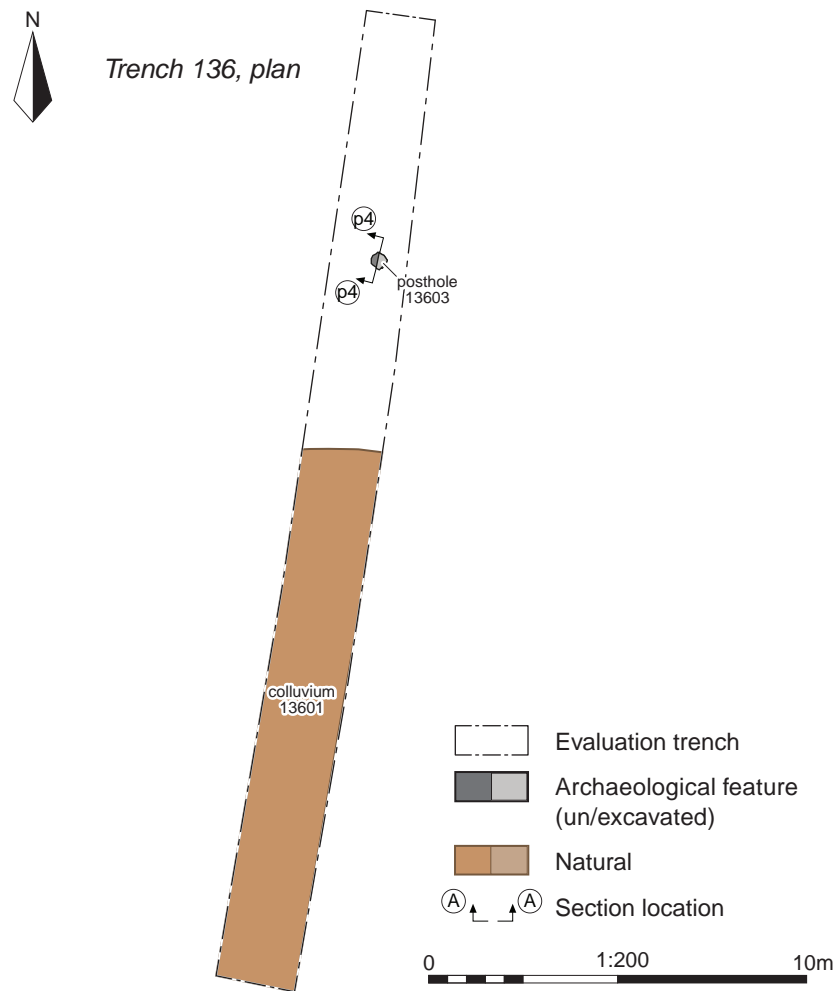 N
Trench 136, plan
p4
p4
posthole
13603
colluvium
13601
Evaluation trench
Archaeological feature
(un/excavated)
Natural
A A Section location
0 1:200 10m